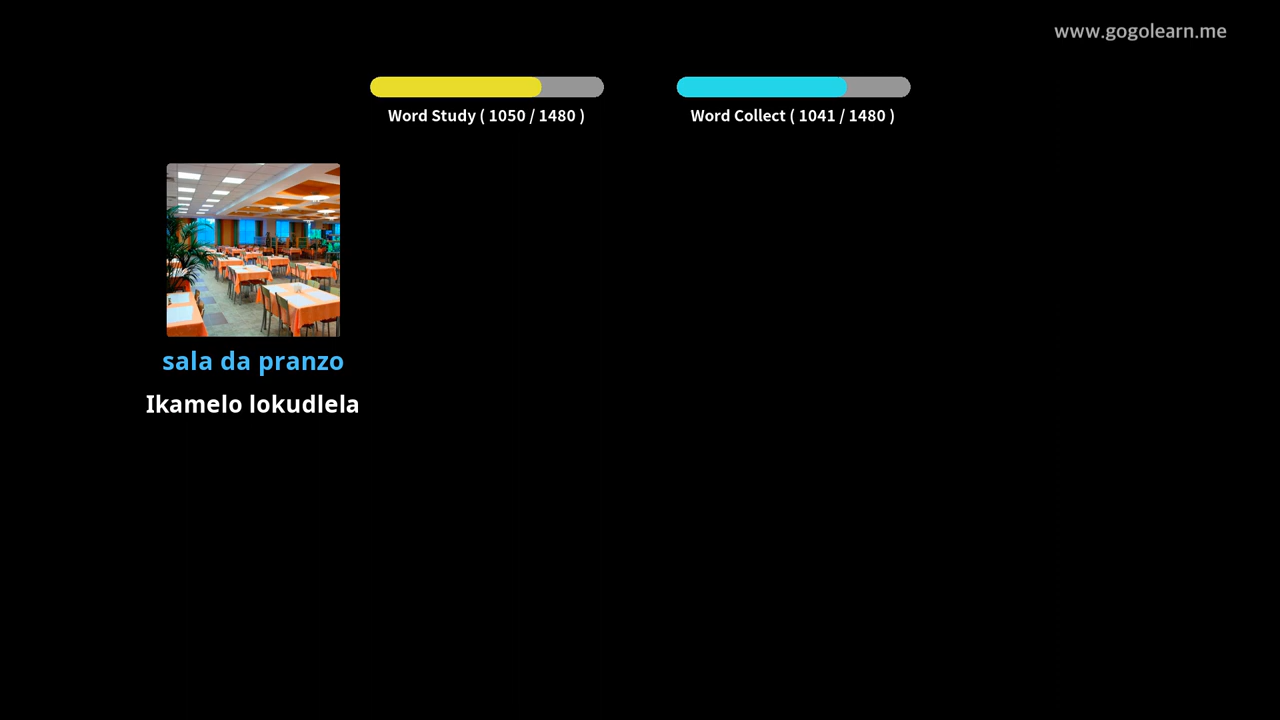 www.gogolearn.me
Word Study ( 1050 / 1480 )
Word Collect ( 1041 / 1480 )
sala da pranzo
Ikamelo lokudlela